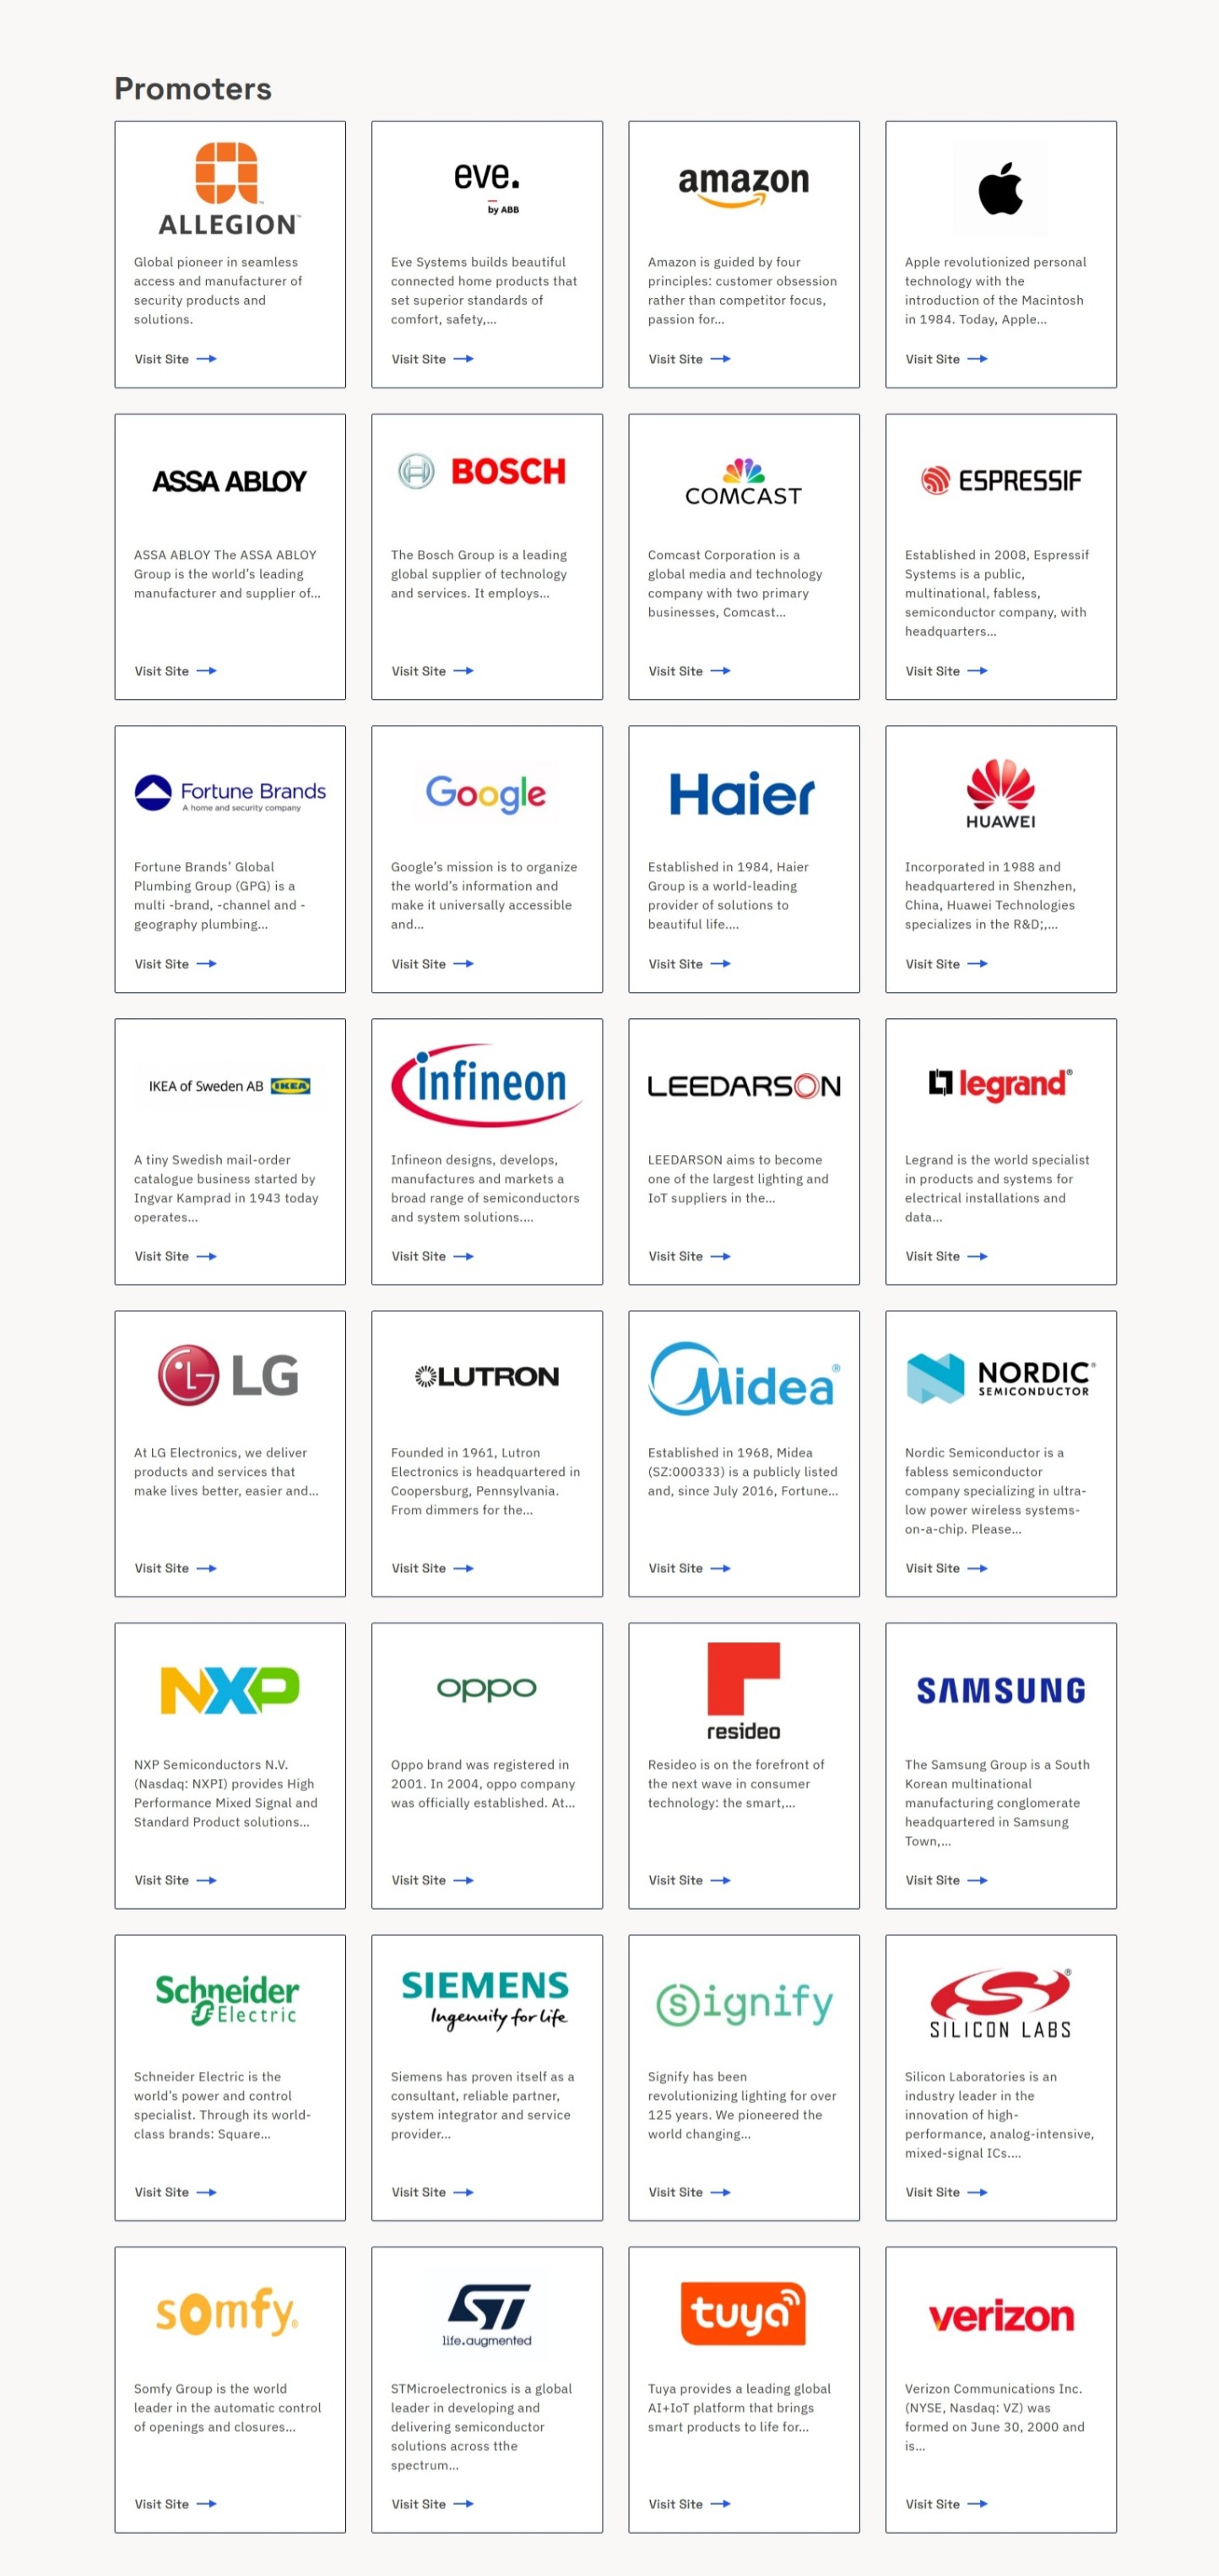 Promoters
ALLEGION™
Global pioneer in seamless
access and manufacturer of
security products and
solutions.
Visit Site
eve.
by ABB
Eve Systems builds beautiful
connected home products that
set superior standards of
comfort, safety,...
Visit Site
amazon
Amazon is guided by four
principles: customer obsession
rather than competitor focus,
passion for...
Visit Site
Apple revolutionized personal
technology with the
introduction of the Macintosh
in 1984. Today, Apple...
Visit Site
ASSA ABLOY
ASSA ABLOY The ASSA ABLOY
Group is the world's leading
manufacturer and supplier of...
Visit Site
BOSCH
The Bosch Group is a leading
global supplier of technology
and services. It employs...
Visit Site
COMCAST
Comcast Corporation is a
global media and technology
company with two primary
businesses, Comcast...
Visit Site
ESPRESSIF
Established in 2008, Espressif
Systems is a public,
multinational, fabless,
semiconductor company, with
headquarters...
Visit Site
Fortune Brands
A home and security company
Fortune Brands' Global
Plumbing Group (GPG) is a
multi -brand, -channel and -
geography plumbing...
Visit Site
Google
Google's mission is to organize
the world's information and
make it universally accessible
and...
Visit Site
Haier
Established in 1984, Haier
Group is a world-leading
provider of solutions to
beautiful life....
Visit Site
HUAWEI
Incorporated in 1988 and
headquartered in Shenzhen,
China, Huawei Technologies
specializes in the R&D;,...
Visit Site
IKEA of Sweden AB IKEA
A tiny Swedish mail-order
catalogue business started by
Ingvar Kamprad in 1943 today
operates...
Visit Site
infineon
Infineon designs, develops,
manufactures and markets a
broad range of semiconductors
and system solutions....
Visit Site
LEEDARSON
LEEDARSON aims to become
one of the largest lighting and
IoT suppliers in the...
Visit Site
legrand®
Legrand is the world specialist
in products and systems for
electrical installations and
data...
Visit Site
LG
At LG Electronics, we deliver
products and services that
make lives better, easier and...
Visit Site
LUTRON
Founded in 1961, Lutron
Electronics is headquartered in
Coopersburg, Pennsylvania.
From dimmers for the...
Visit Site
Midea®
Established in 1968, Midea
(SZ:000333) is a publicly listed
and, since July 2016, Fortune...
Visit Site
NORDIC®
SEMICONDUCTOR
Nordic Semiconductor is a
fabless semiconductor
company specializing in ultra-
low power wireless systems-
on-a-chip. Please...
Visit Site
NXP
NXP Semiconductors N.V.
(Nasdaq: NXPI) provides High
Performance Mixed Signal and
Standard Product solutions...
Visit Site
oppo
Oppo brand was registered in
2001. In 2004, oppo company
was officially established. At...
Visit Site
resideo
Resideo is on the forefront of
the next wave in consumer
technology: the smart,...
Visit Site
SAMSUNG
The Samsung Group is a South
Korean multinational
manufacturing conglomerate
headquartered in Samsung
Town,...
Visit Site
Schneider
Electric
Schneider Electric is the
world's power and control
specialist. Through its world-
class brands: Square...
Visit Site
SIEMENS
Ingenuity for life
Siemens has proven itself as a
consultant, reliable partner,
system integrator and service
provider...
Visit Site
Signify
Signify has been
revolutionizing lighting for over
125 years. We pioneered the
world changing...
Visit Site
®
SILICON LABS
Silicon Laboratories is an
industry leader in the
innovation of high-
performance, analog-intensive,
mixed-signal ICs....
Visit Site
somfy®
Somfy Group is the world
leader in the automatic control
of openings and closures...
Visit Site
ST
life.augmented
STMicroelectronics is a global
leader in developing and
delivering semiconductor
solutions across tthe
spectrum...
Visit Site
tuya
Tuya provides a leading global
AI+IoT platform that brings
smart products to life for...
Visit Site
verizon
Verizon Communications Inc.
(NYSE, Nasdaq: VZ) was
formed on June 30, 2000 and
is...
Visit Site